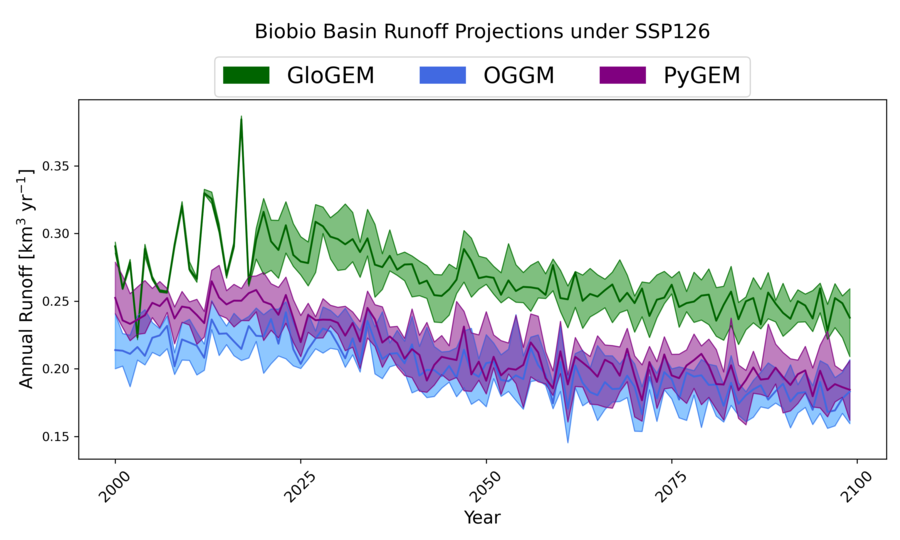 Biobio Basin Runoff Projections under SSP126
GloGEM OGGM PyGEM
Annual Runoff [km³ yr⁻¹]
0.35
0.30
0.25
0.20
0.15
2000 2025 2050 2075 2100
Year